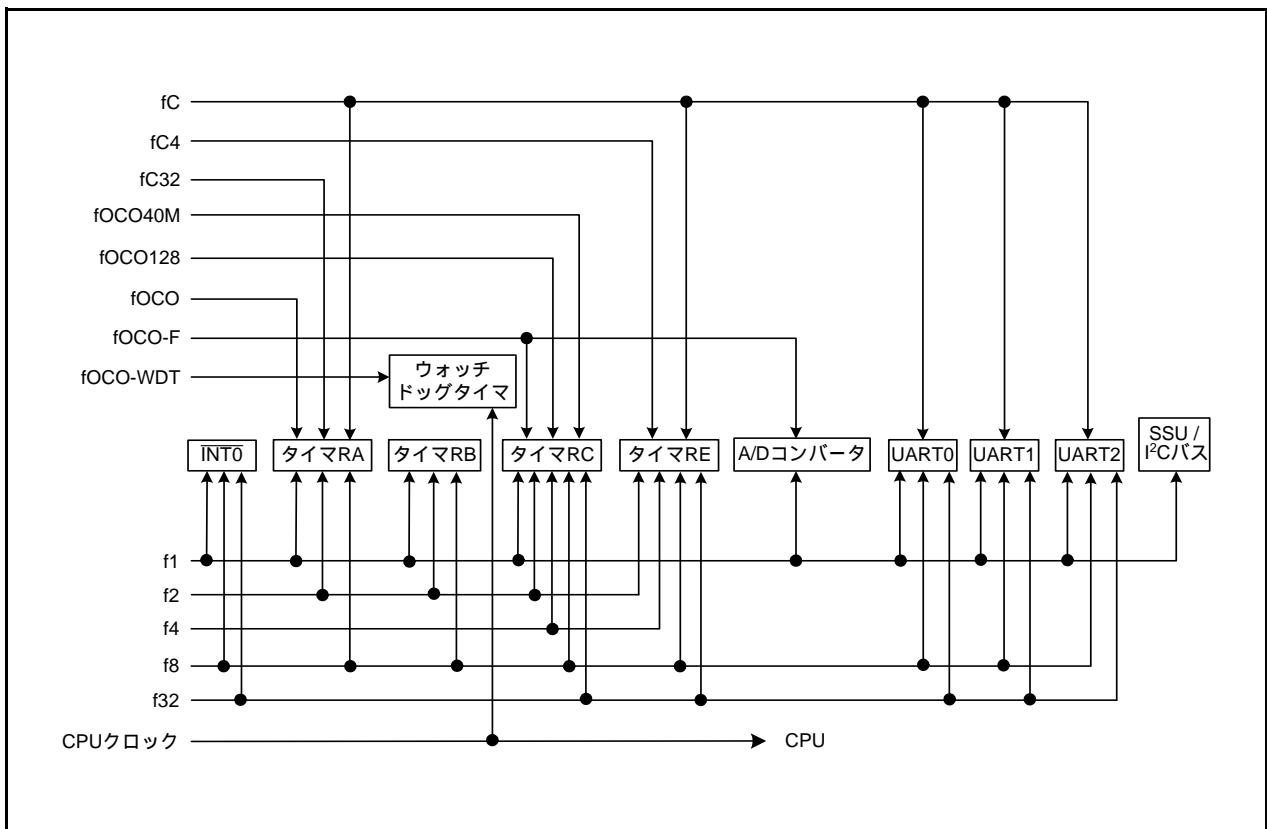 fC
fC4
fC32
fOCO40M
fOCO128
fOCO
fOCO-F
fOCO-WDT
ウォッチ
ドッグタイマ
INT0
タイマRA
タイマRB
タイマRC
タイマRE
A/Dコンバータ
UART0
UART1
UART2
SSU /
I²Cバス
f1
f2
f4
f8
f32
CPUクロック
CPU